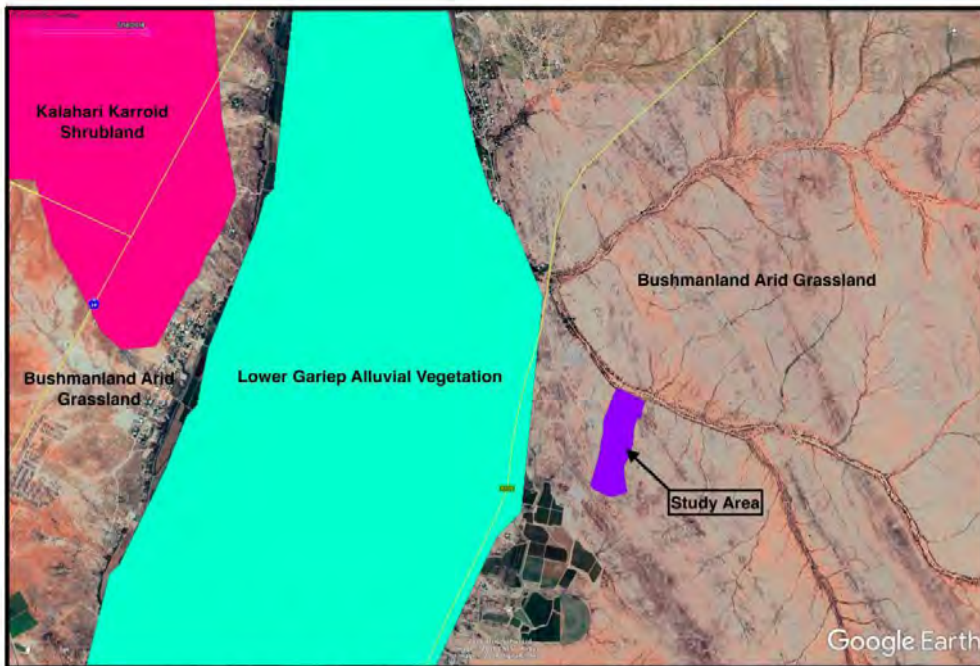 Kalahari Karroid
Shrubland
Bushmanland Arid Grassland
Bushmanland Arid
Grassland
Lower Gariep Alluvial Vegetation
Study Area
Google Earth